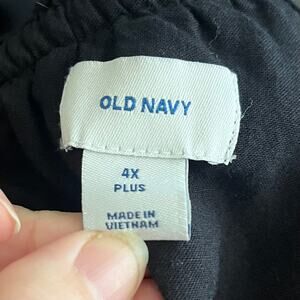 OLD NAVY
4X
PLUS
MADE IN
VIETNAM